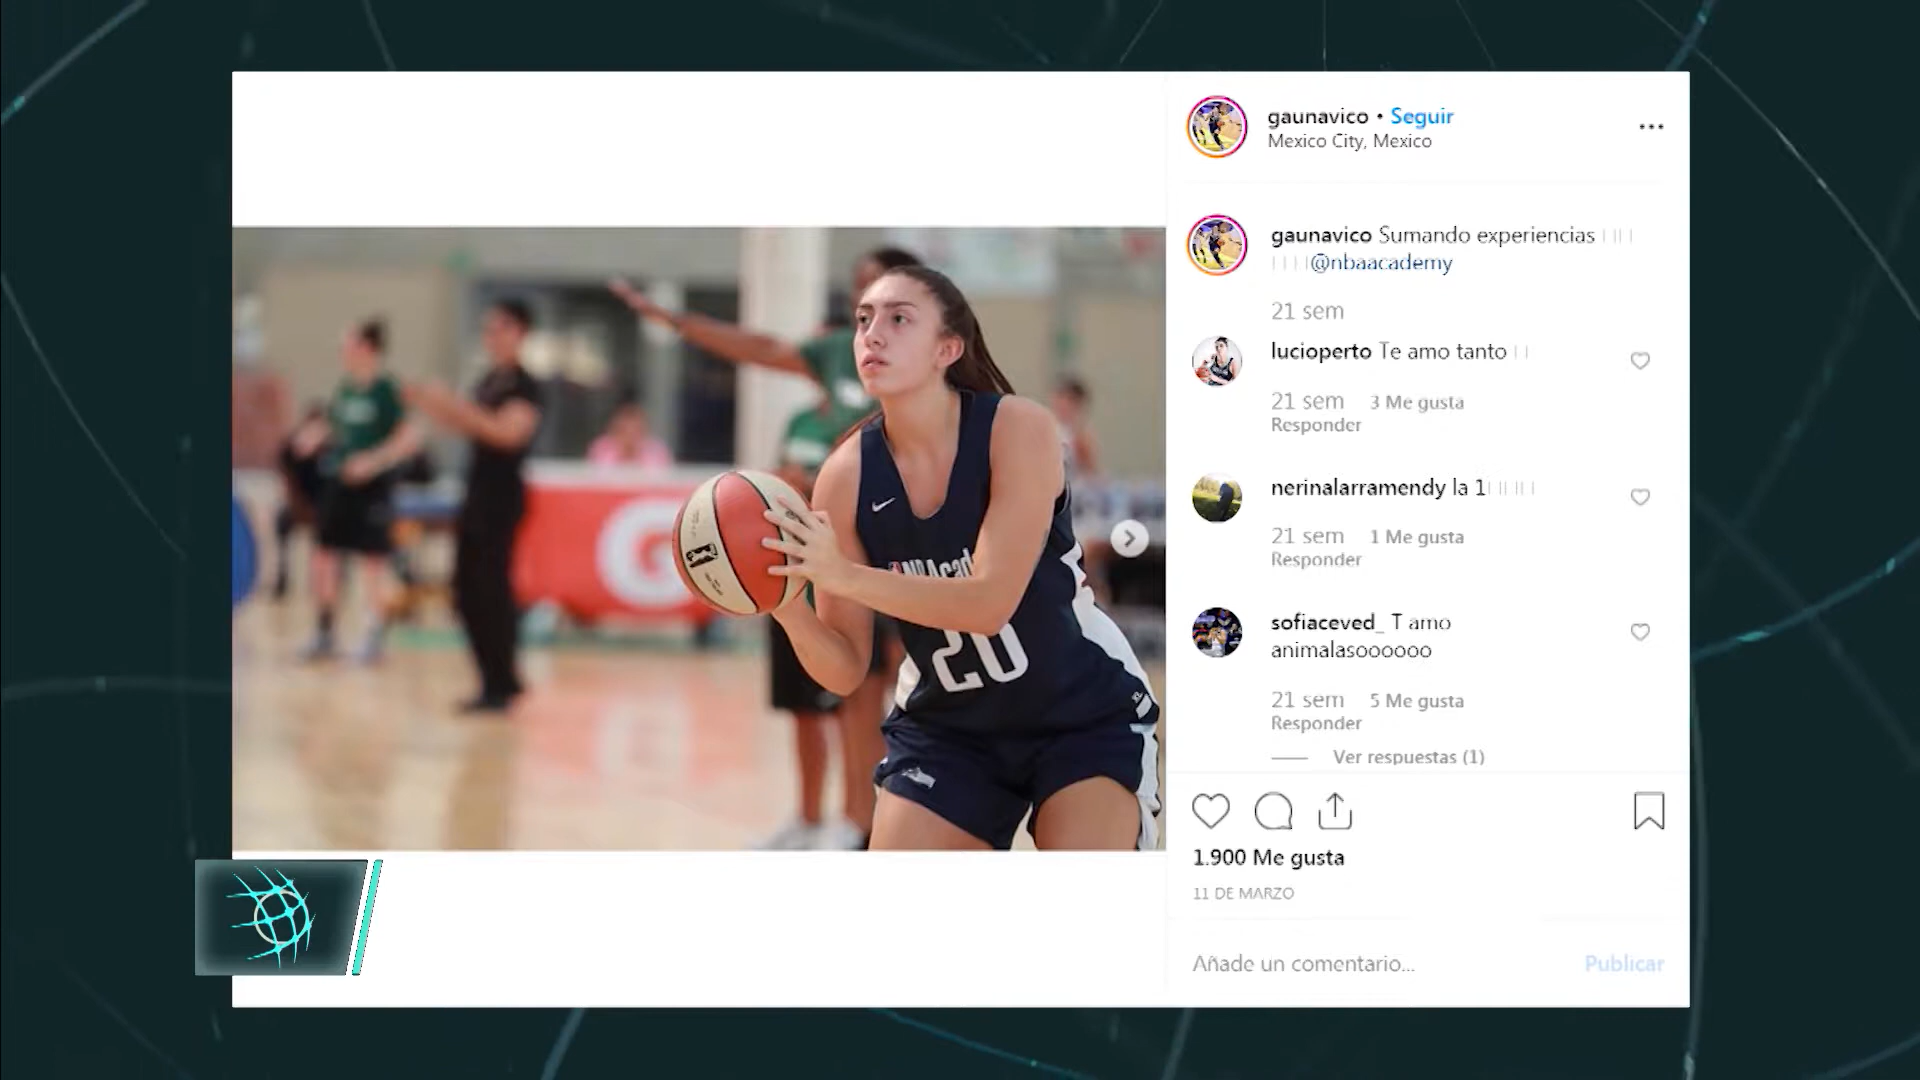 gaunavico • Seguir
Mexico City, Mexico
gaunavico Sumando experiencias
@nbaacademy
21 sem
lucioperto Te amo tanto
21 sem 3 Me gusta
Responder
nerinalarramendy la 1
21 sem 1 Me gusta
Responder
sofiaceved_ T amo
animalasoooooo
21 sem 5 Me gusta
Responder
Ver respuestas (1)
1.900 Me gusta
11 DE MARZO
Añade un comentario...
Publicar
G
NBAcad
20